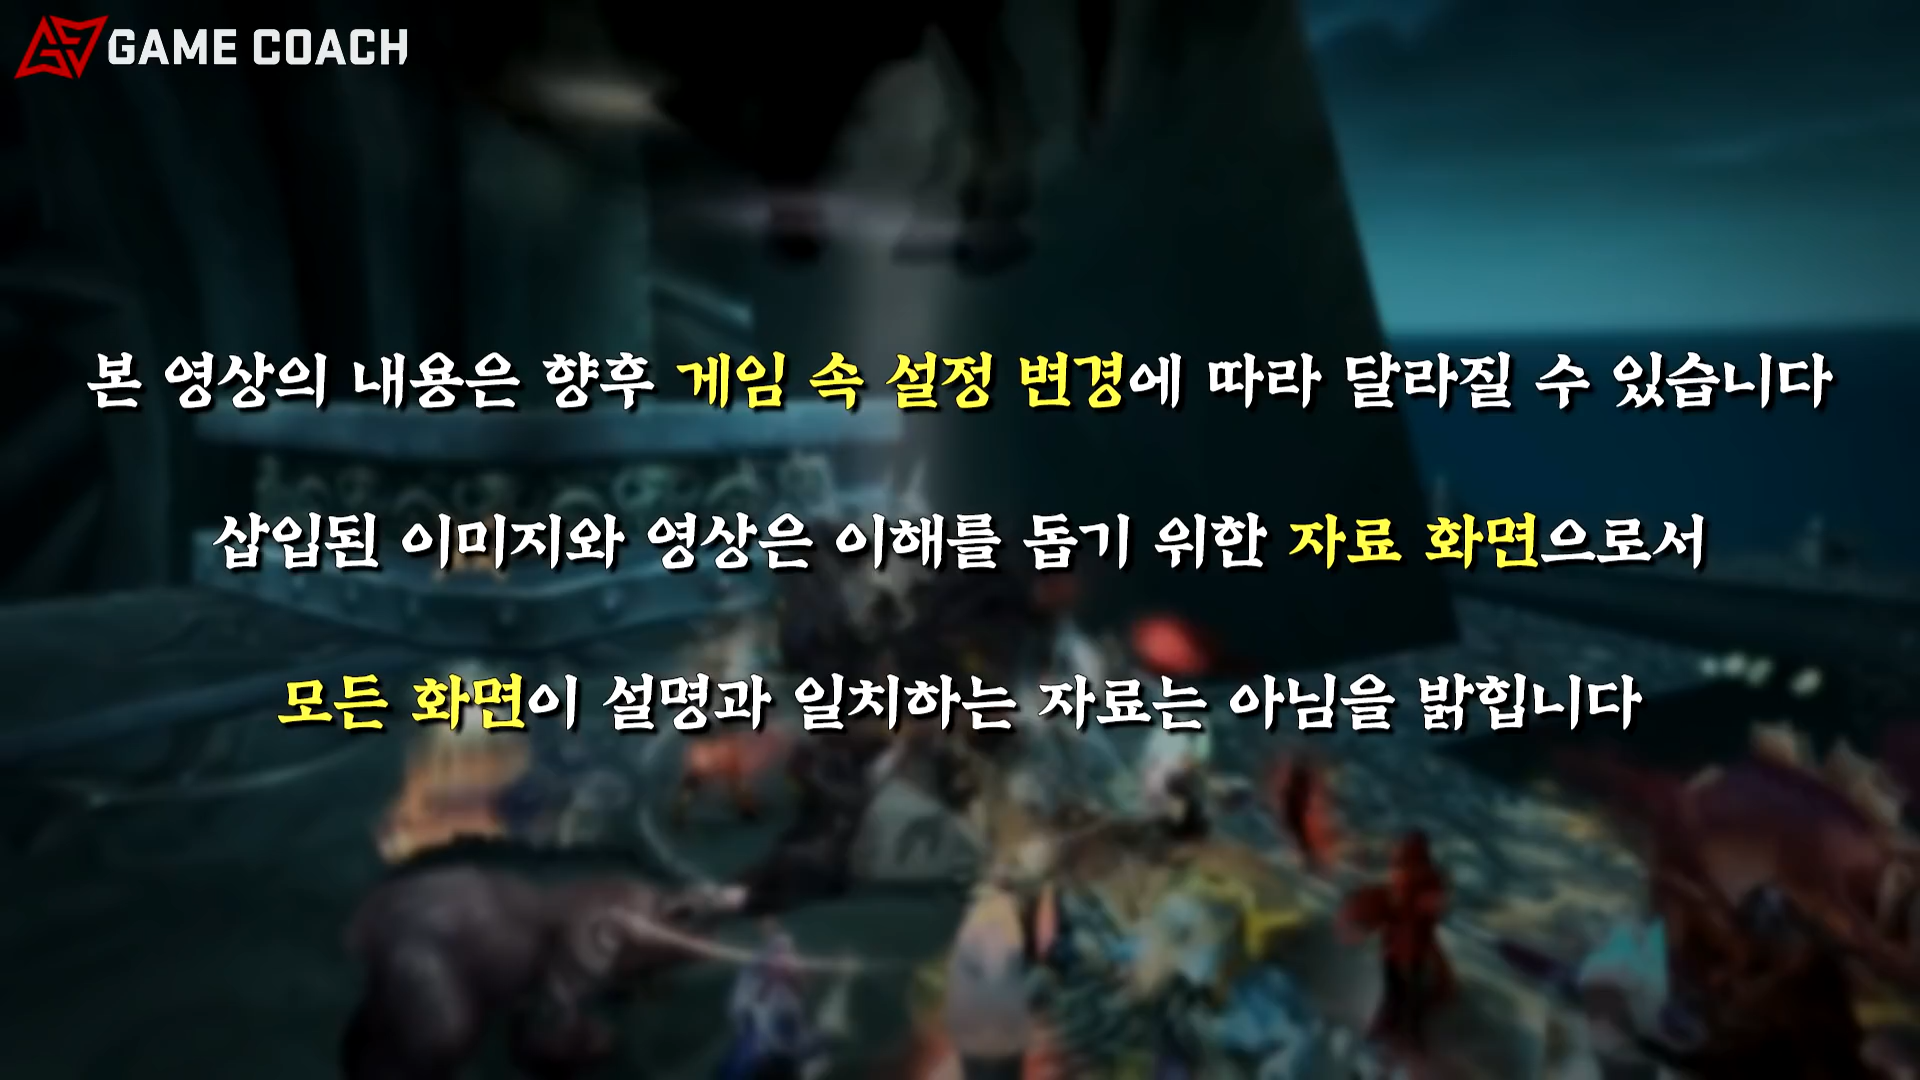 GAME COACH
본 영상의 내용은 향후 게임 속 설정 변경에 따라 달라질 수 있습니다
삽입된 이미지와 영상은 이해를 돕기 위한 자료 화면으로서
모든 화면이 설명과 일치하는 자료는 아님을 밝힙니다